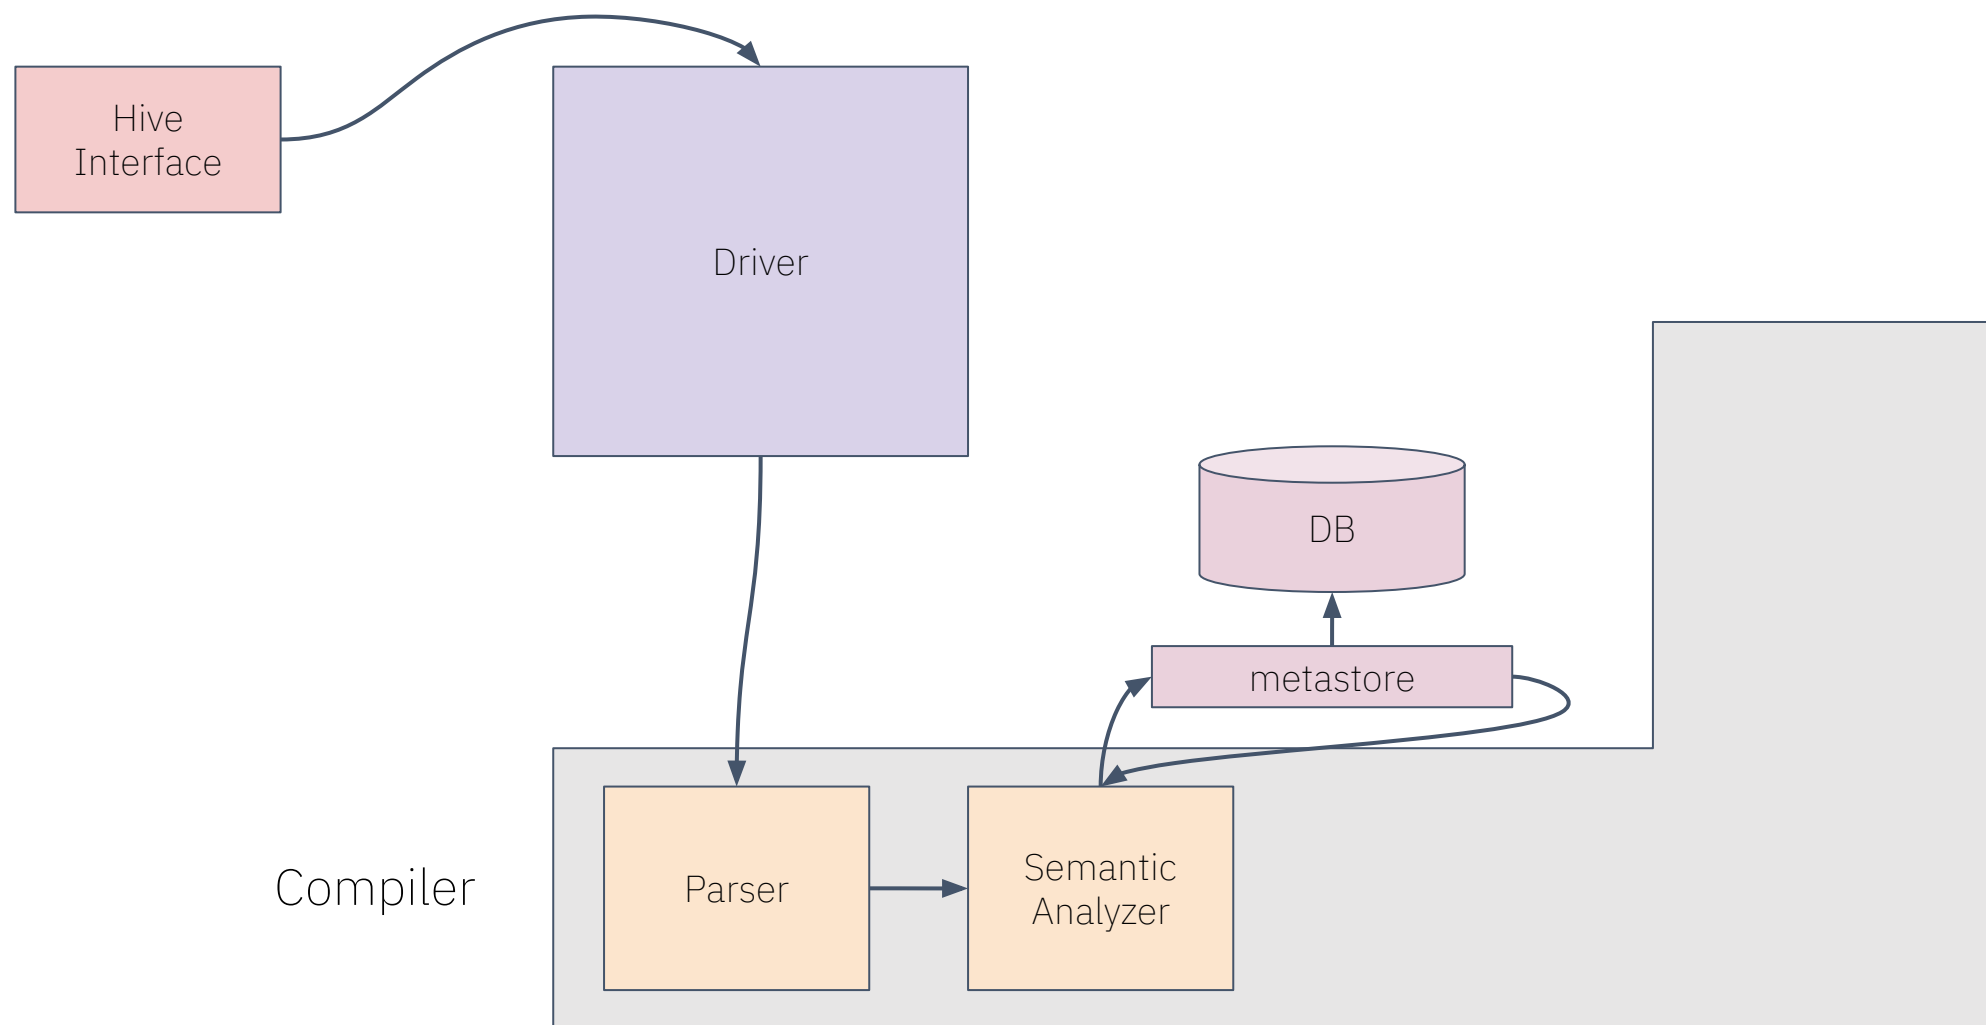 Hive
Interface
Driver
DB
metastore
Compiler
Parser
Semantic
Analyzer